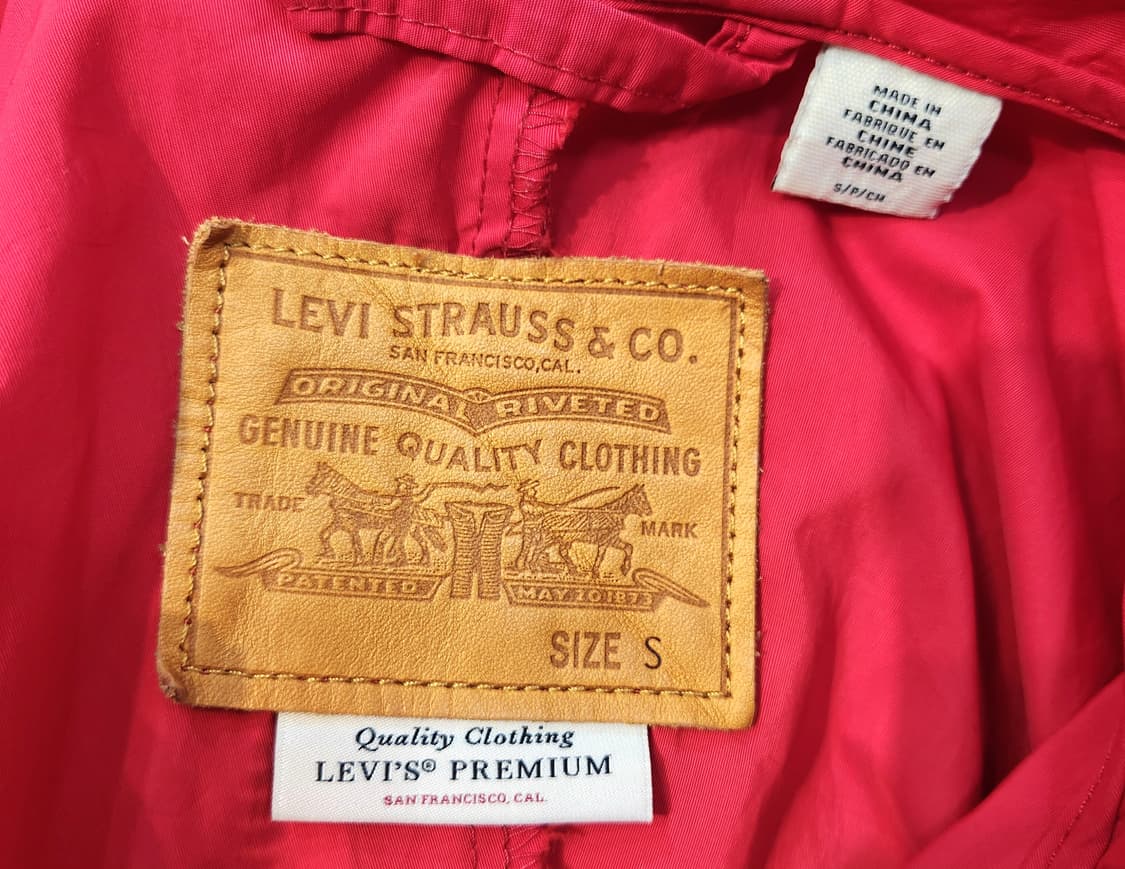 MADE IN
CHINA
FABRIQUE EN
CHINE
FABRICADO EN
CHINA
S/P/CH
LEVI STRAUSS & CO.
SAN FRANCISCO, CAL.
ORIGINAL RIVETED
GENUINE QUALITY CLOTHING
TRADE MARK
PATENTED MAY 20 1873
SIZE S
Quality Clothing
LEVI'S® PREMIUM
SAN FRANCISCO, CAL.